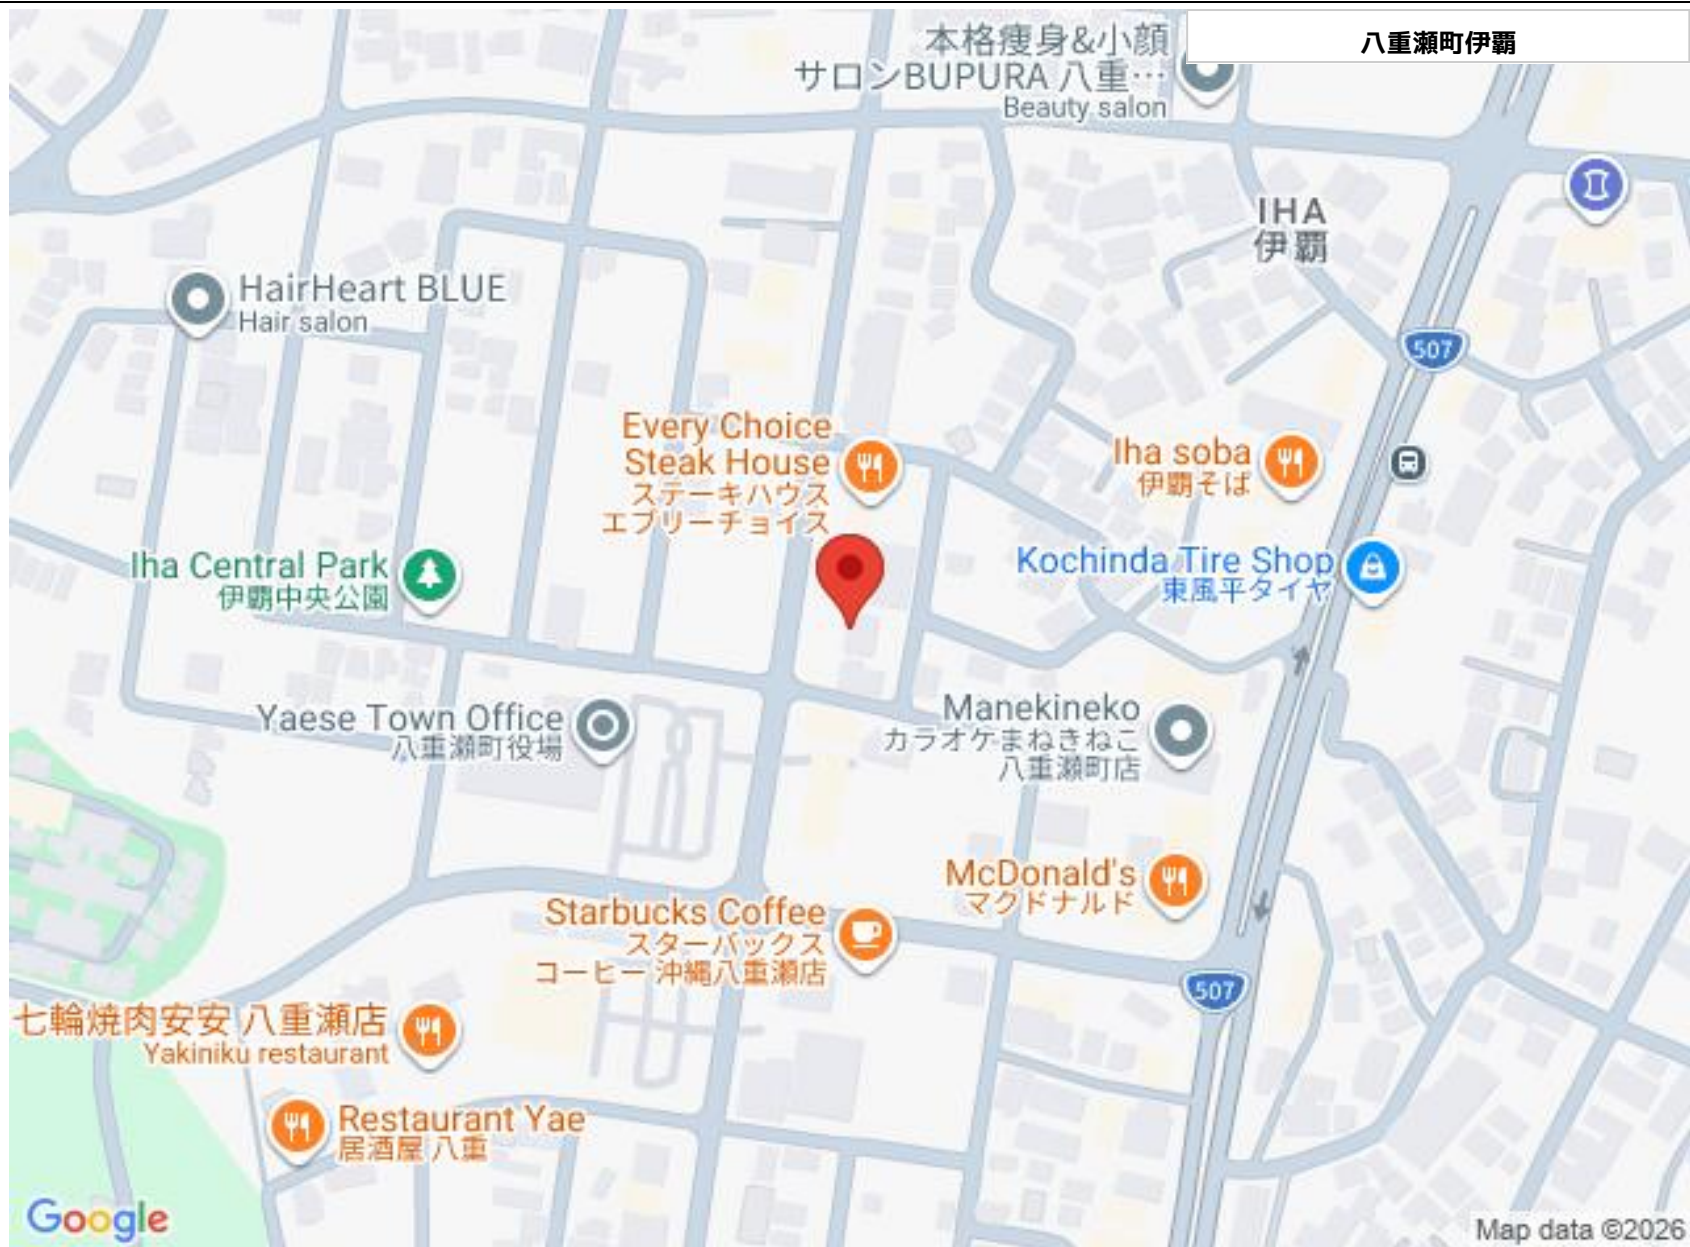 八重瀬町伊覇
本格痩身&小顔
サロンBUPURA 八重…
Beauty salon
IHA
伊覇
HairHeart BLUE
Hair salon
507
Every Choice
Steak House
ステーキハウス
エブリーチョイス
Iha soba
伊覇そば
Iha Central Park
伊覇中央公園
Kochinda Tire Shop
東風平タイヤ
Yaese Town Office
八重瀬町役場
Manekineko
カラオケまねきねこ
八重瀬町店
McDonald's
マクドナルド
Starbucks Coffee
スターバックス
コーヒー 沖縄八重瀬店
507
七輪焼肉安安 八重瀬店
Yakiniku restaurant
Restaurant Yae
居酒屋 八重
Google
Map data ©2026